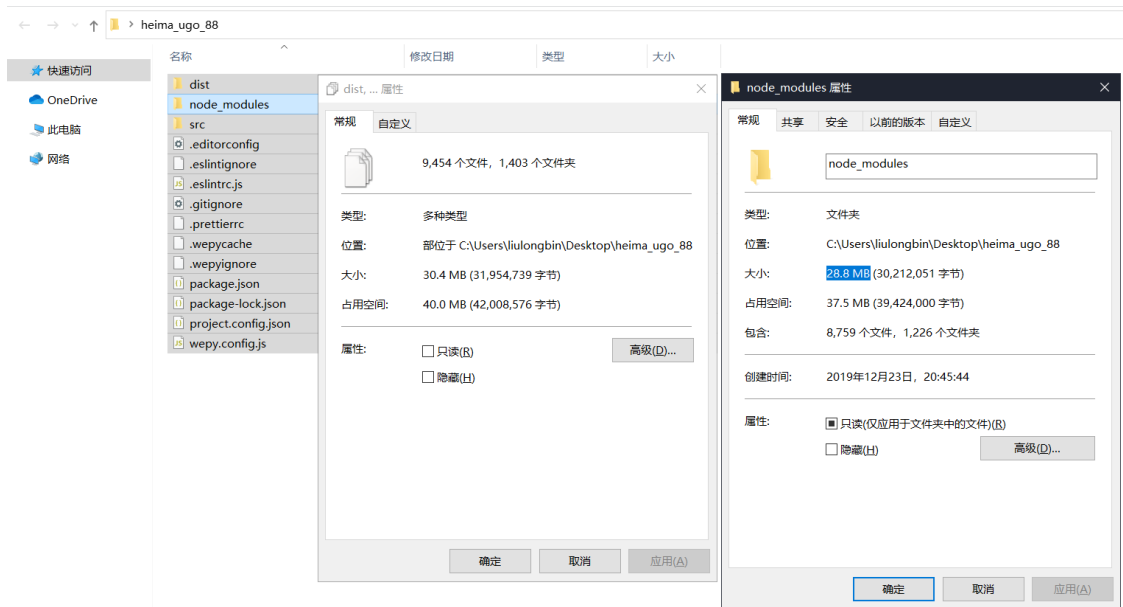 heima_ugo_88
名称
修改日期
类型
大小
快速访问
OneDrive
此电脑
网络
dist
node_modules
src
.editorconfig
.eslintignore
.eslintrc.js
.gitignore
.prettierrc
.wepycache
.wepyignore
package.json
package-lock.json
project.config.json
wepy.config.js
dist, ... 属性
常规 自定义
9,454 个文件，1,403 个文件夹
类型: 多种类型
位置: 部位于 C:\Users\liulongbin\Desktop\heima_ugo_88
大小: 30.4 MB (31,954,739 字节)
占用空间: 40.0 MB (42,008,576 字节)
属性: 只读(R) 高级(D)...
隐藏(H)
确定 取消 应用(A)
node_modules 属性
常规 共享 安全 以前的版本 自定义
node_modules
类型: 文件夹
位置: C:\Users\liulongbin\Desktop\heima_ugo_88
大小: 28.8 MB (30,212,051 字节)
占用空间: 37.5 MB (39,424,000 字节)
包含: 8,759 个文件，1,226 个文件夹
创建时间: 2019年12月23日，20:45:44
属性: 只读(仅应用于文件夹中的文件)(R)
隐藏(H) 高级(D)...
确定 取消 应用(A)